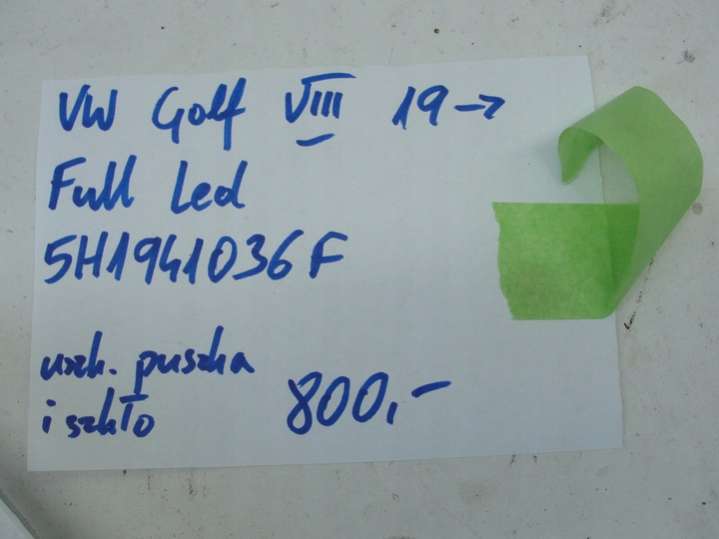 VW Golf VIII 19→
Full Led
5H1941036F
uszk. puszka
i szkło 800,-